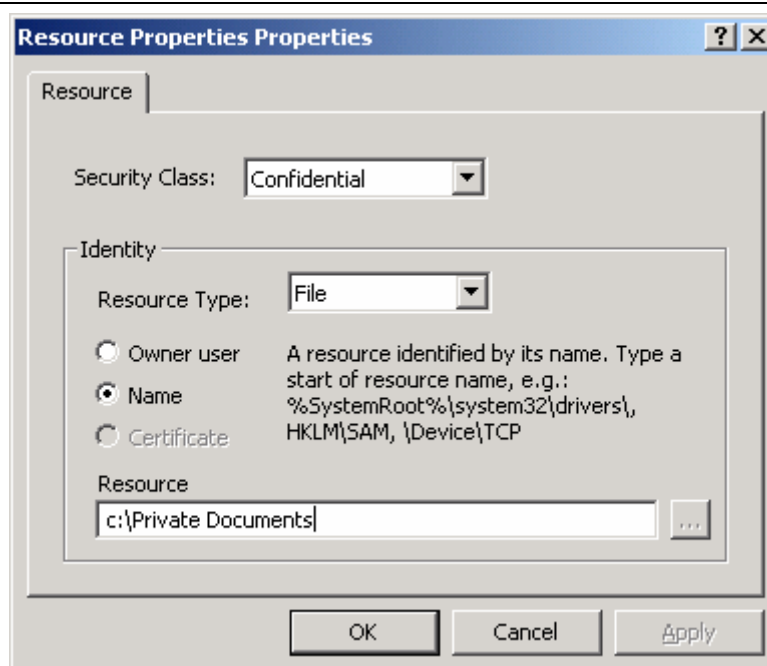 Resource Properties Properties
Resource
Security Class: Confidential
Identity
Resource Type: File
Owner user
Name
Certificate
A resource identified by its name. Type a
start of resource name, e.g.:
%SystemRoot%\system32\drivers\,
HKLM\SAM, \Device\TCP
Resource
c:\Private Documents
...
OK Cancel Apply